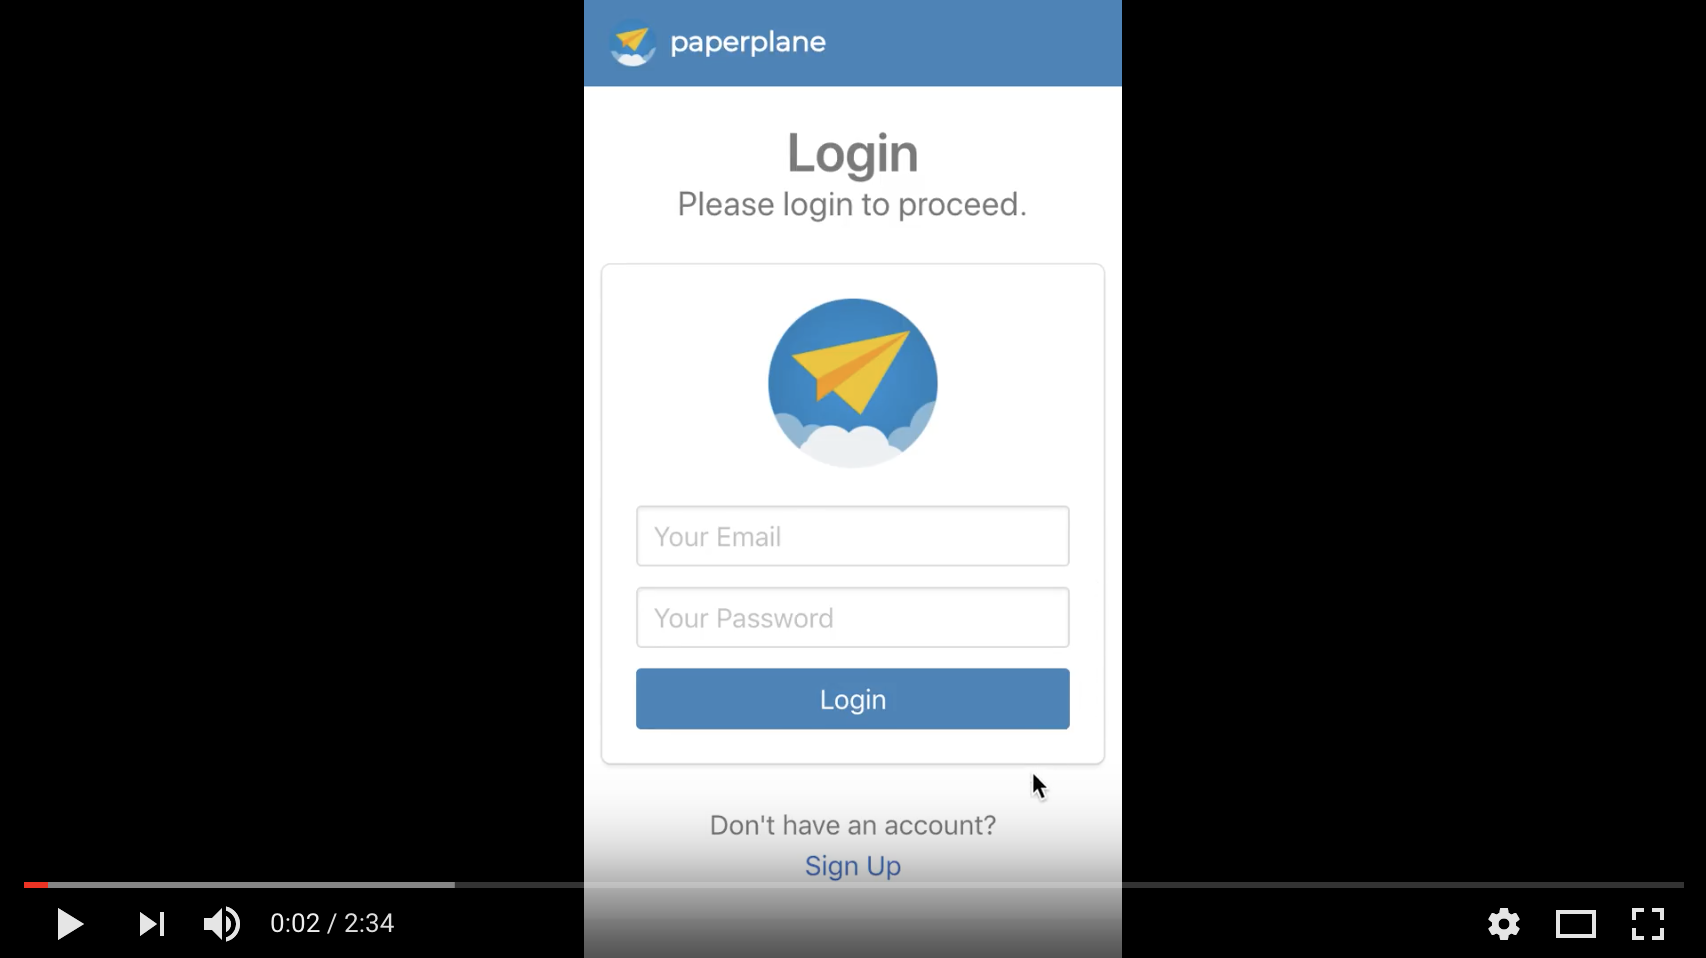 paperplane
Login
Please login to proceed.
Your Email
Your Password
Login
Don't have an account?
Sign Up
0:02 / 2:34